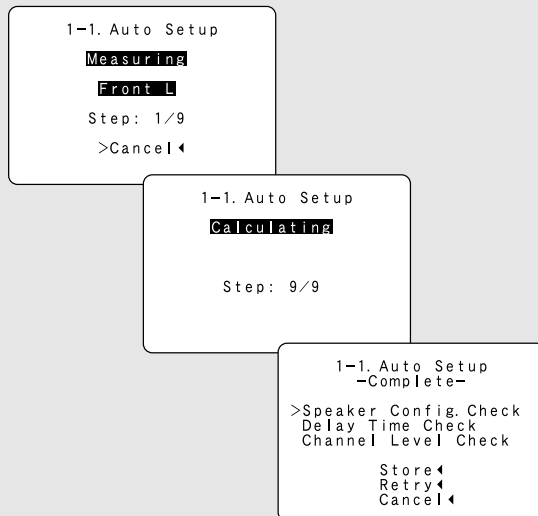 1-1. Auto Setup
Measuring
Front L
Step: 1/9
>Cancel◀
1-1. Auto Setup
Calculating
Step: 9/9
1-1. Auto Setup
-Complete-
>Speaker Config. Check
Delay Time Check
Channel Level Check
Store◀
Retry◀
Cancel◀